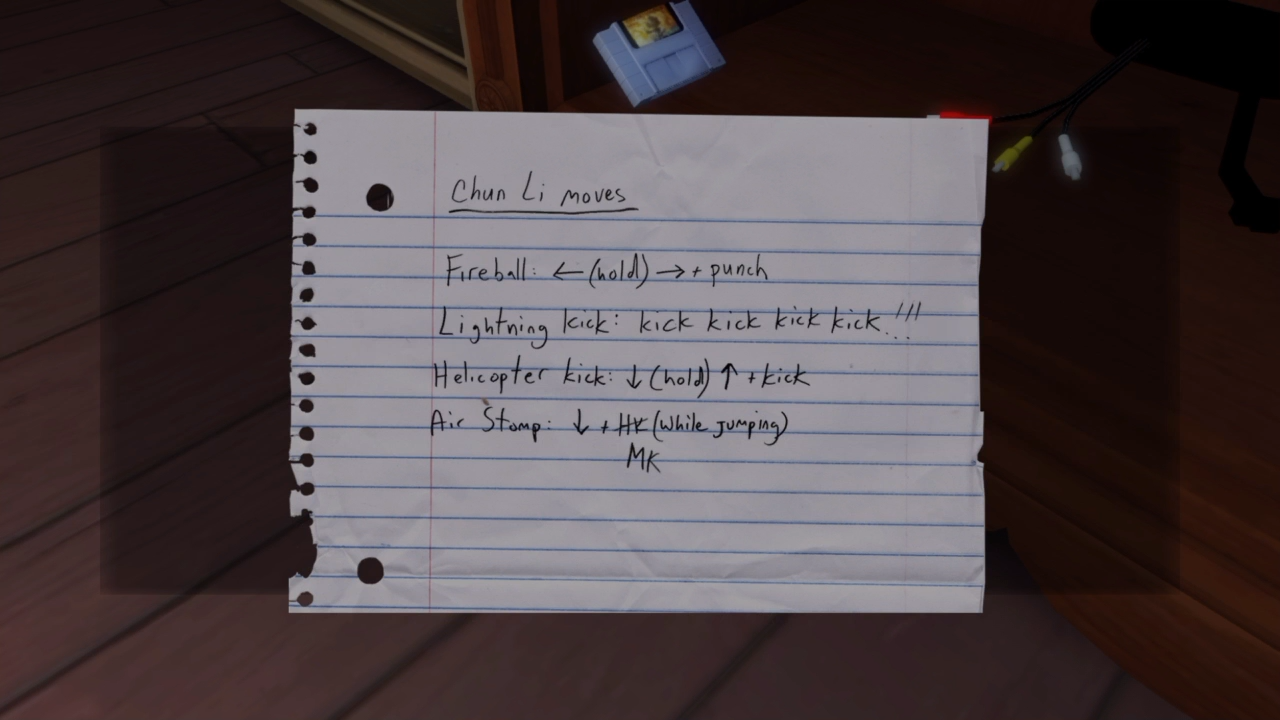 Chun Li moves
Fireball: ← (hold) → + punch
Lightning kick: kick kick kick kick!!!
Helicopter kick: ↓ (hold) ↑ + kick
Air Stomp: ↓ + HK (while jumping)
MK